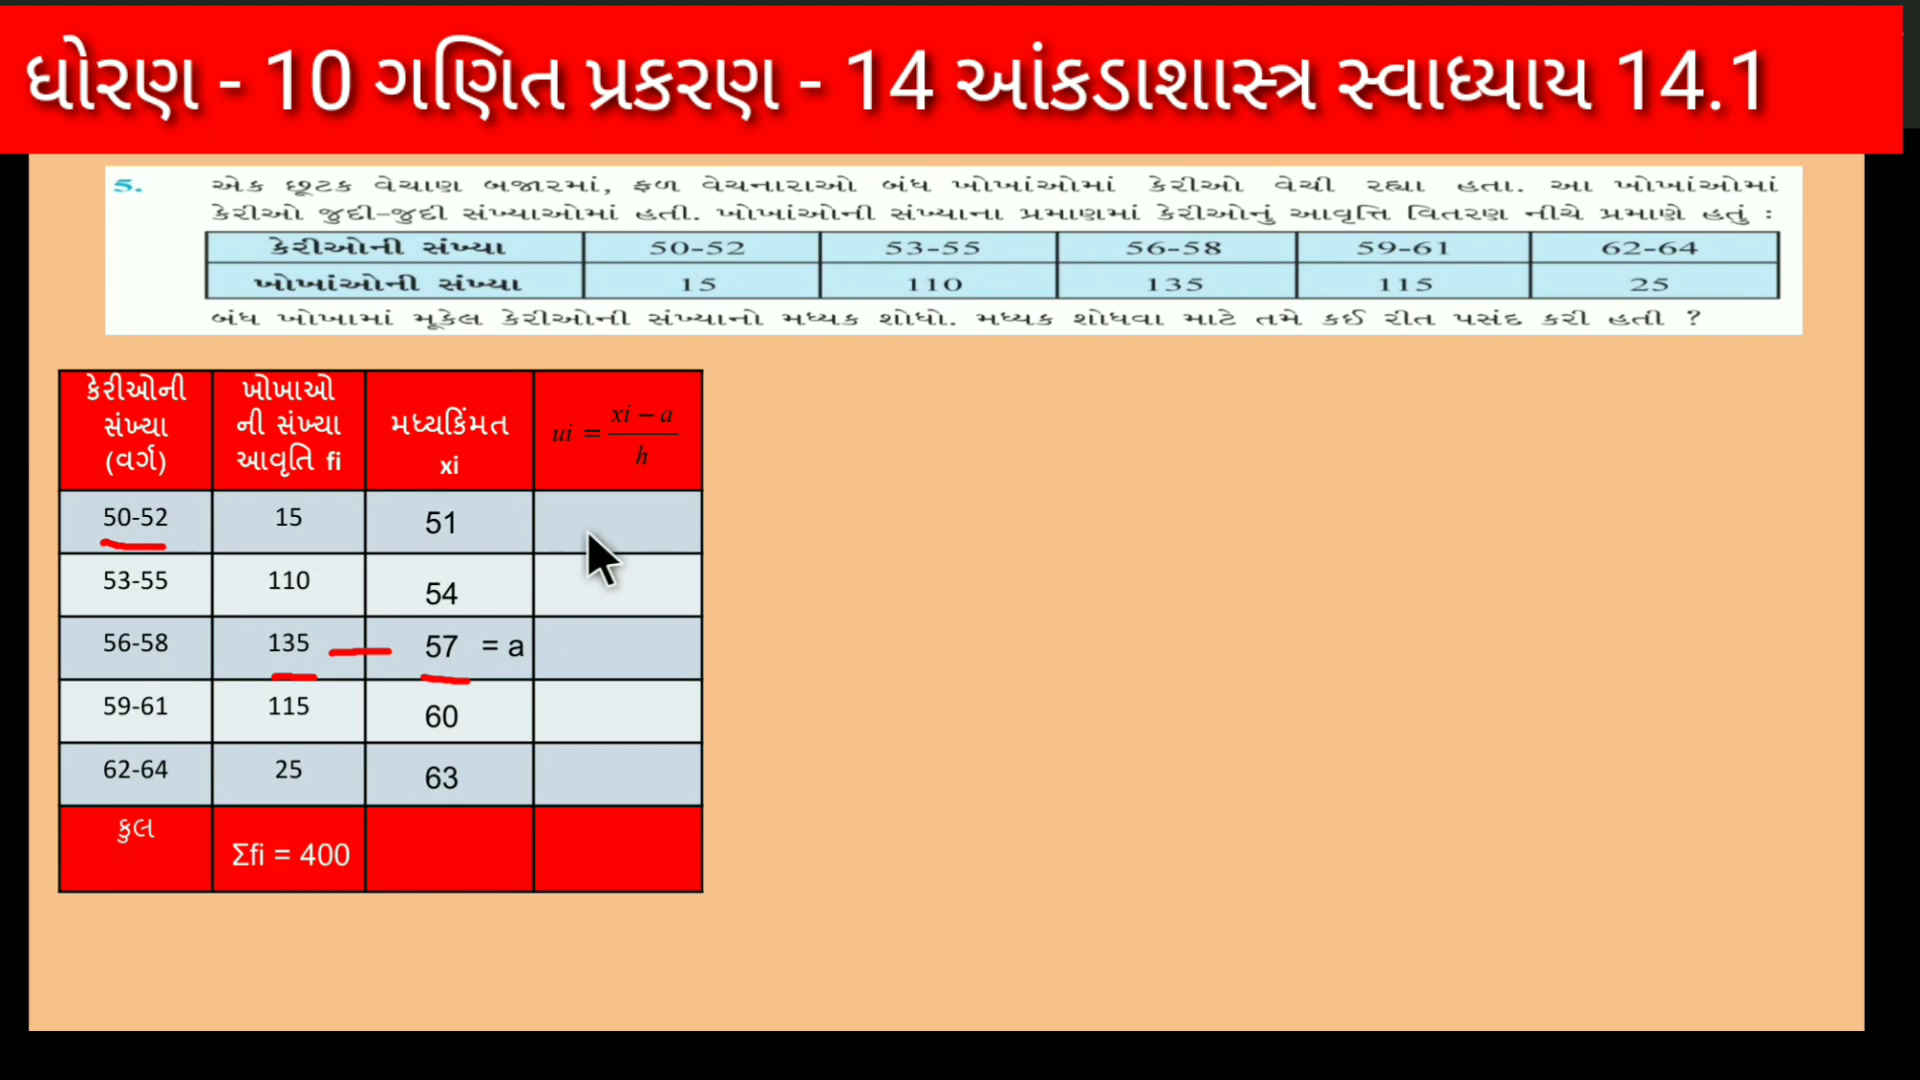 ધોરણ - 10 ગણિત પ્રકરણ - 14 આંકડાશાસ્ત્ર સ્વાધ્યાય 14.1
5. એક છૂટક વેચાણ બજારમાં, ફળ વેચનારાઓ બંધ ખોખાંઓમાં કેરીઓ વેચી રહ્યા હતા. આ ખોખાંઓમાં
કેરીઓ જુદી-જુદી સંખ્યાઓમાં હતી. ખોખાંઓની સંખ્યાના પ્રમાણમાં કેરીઓનું આવૃત્તિ વિતરણ નીચે પ્રમાણે હતું :
કેરીઓની સંખ્યા 50-52 53-55 56-58 59-61 62-64
ખોખાંઓની સંખ્યા 15 110 135 115 25
બંધ ખોખામાં મૂકેલ કેરીઓની સંખ્યાનો મધ્યક શોધો. મધ્યક શોધવા માટે તમે કઈ રીત પસંદ કરી હતી ?
કેરીઓની
સંખ્યા
(વર્ગ)
ખોખાઓ
ની સંખ્યા
આવૃતિ fi
મધ્યકિંમત
xi
ui = xi − a / h
50-52 15 51
53-55 110 54
56-58 135 57 = a
59-61 115 60
62-64 25 63
કુલ Σfi = 400